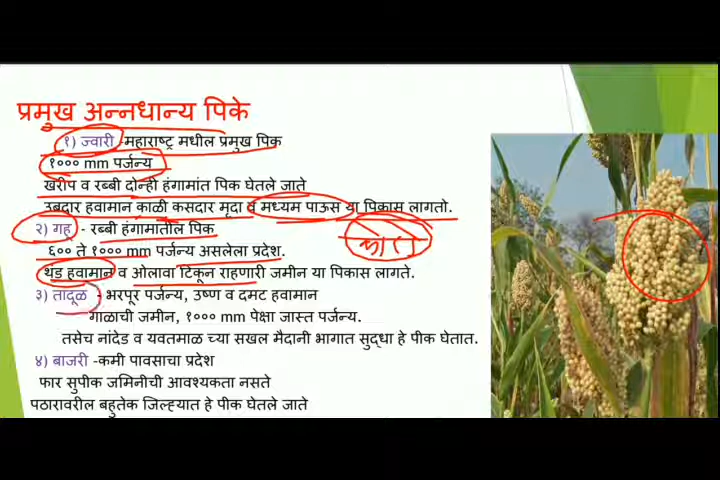 प्रमुख अन्नधान्य पिके
१) ज्वारी -महाराष्ट्र मधील प्रमुख पिक
१००० mm पर्जन्य
खरीप व रब्बी दोन्ही हंगामांत पिक घेतले जाते
उबदार हवामान काळी कसदार मृदा व मध्यम पाऊस या पिकास लागतो.
२) गहू - रब्बी हंगामातील पिक
६०० ते १००० mm पर्जन्य असलेला प्रदेश.
थंड हवामान व ओलावा टिकून राहणारी जमीन या पिकास लागते.
३) तांदूळ - भरपूर पर्जन्य, उष्ण व दमट हवामान
गाळाची जमीन, १००० mm पेक्षा जास्त पर्जन्य.
तसेच नांदेड व यवतमाळ च्या सखल मैदानी भागात सुद्धा हे पीक घेतात.
४) बाजरी -कमी पावसाचा प्रदेश
फार सुपीक जमिनीची आवश्यकता नसते
पठारावरील बहुतेक जिल्ह्यात हे पीक घेतले जाते